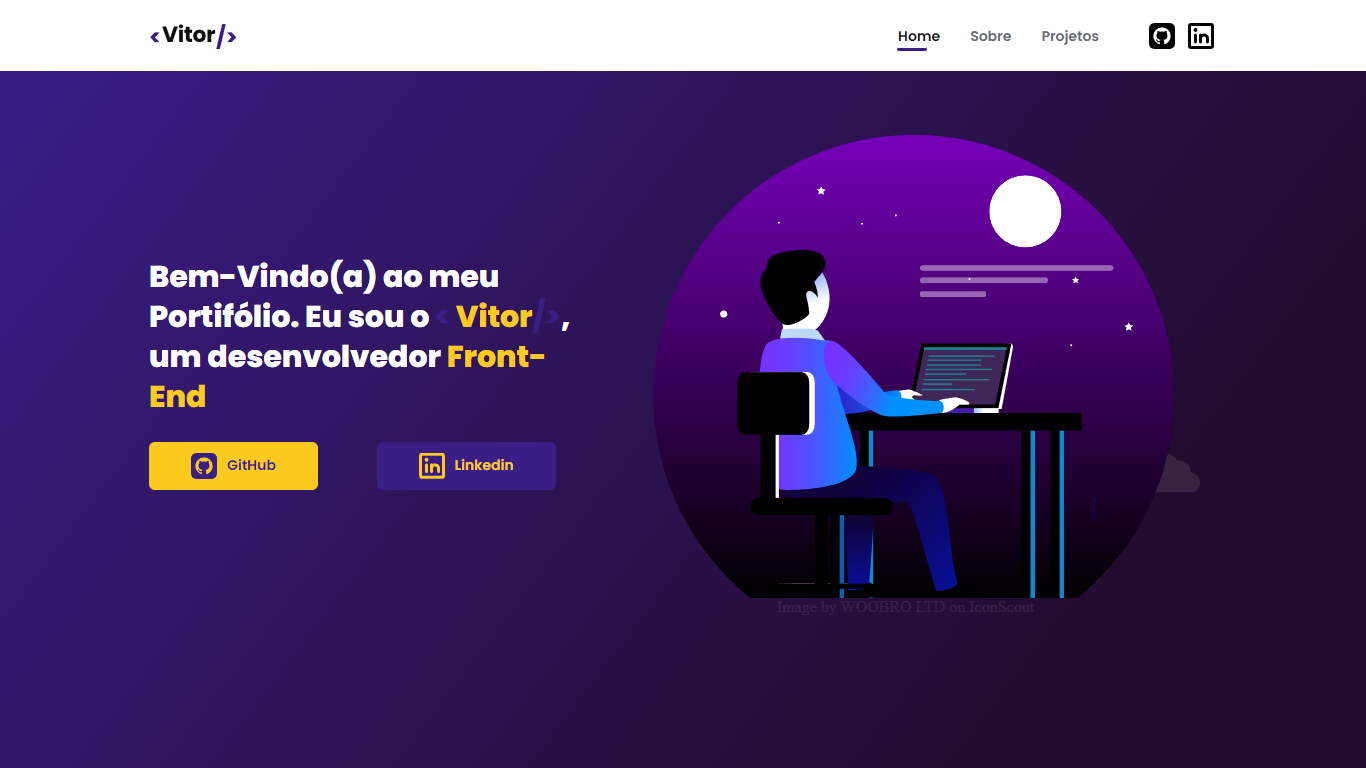 <Vitor/>
Home Sobre Projetos
Bem-Vindo(a) ao meu
Portifólio. Eu sou o < Vitor/>,
um desenvolvedor Front-
End
GitHub Linkedin
Image by WOOBRO LTD on IconScout